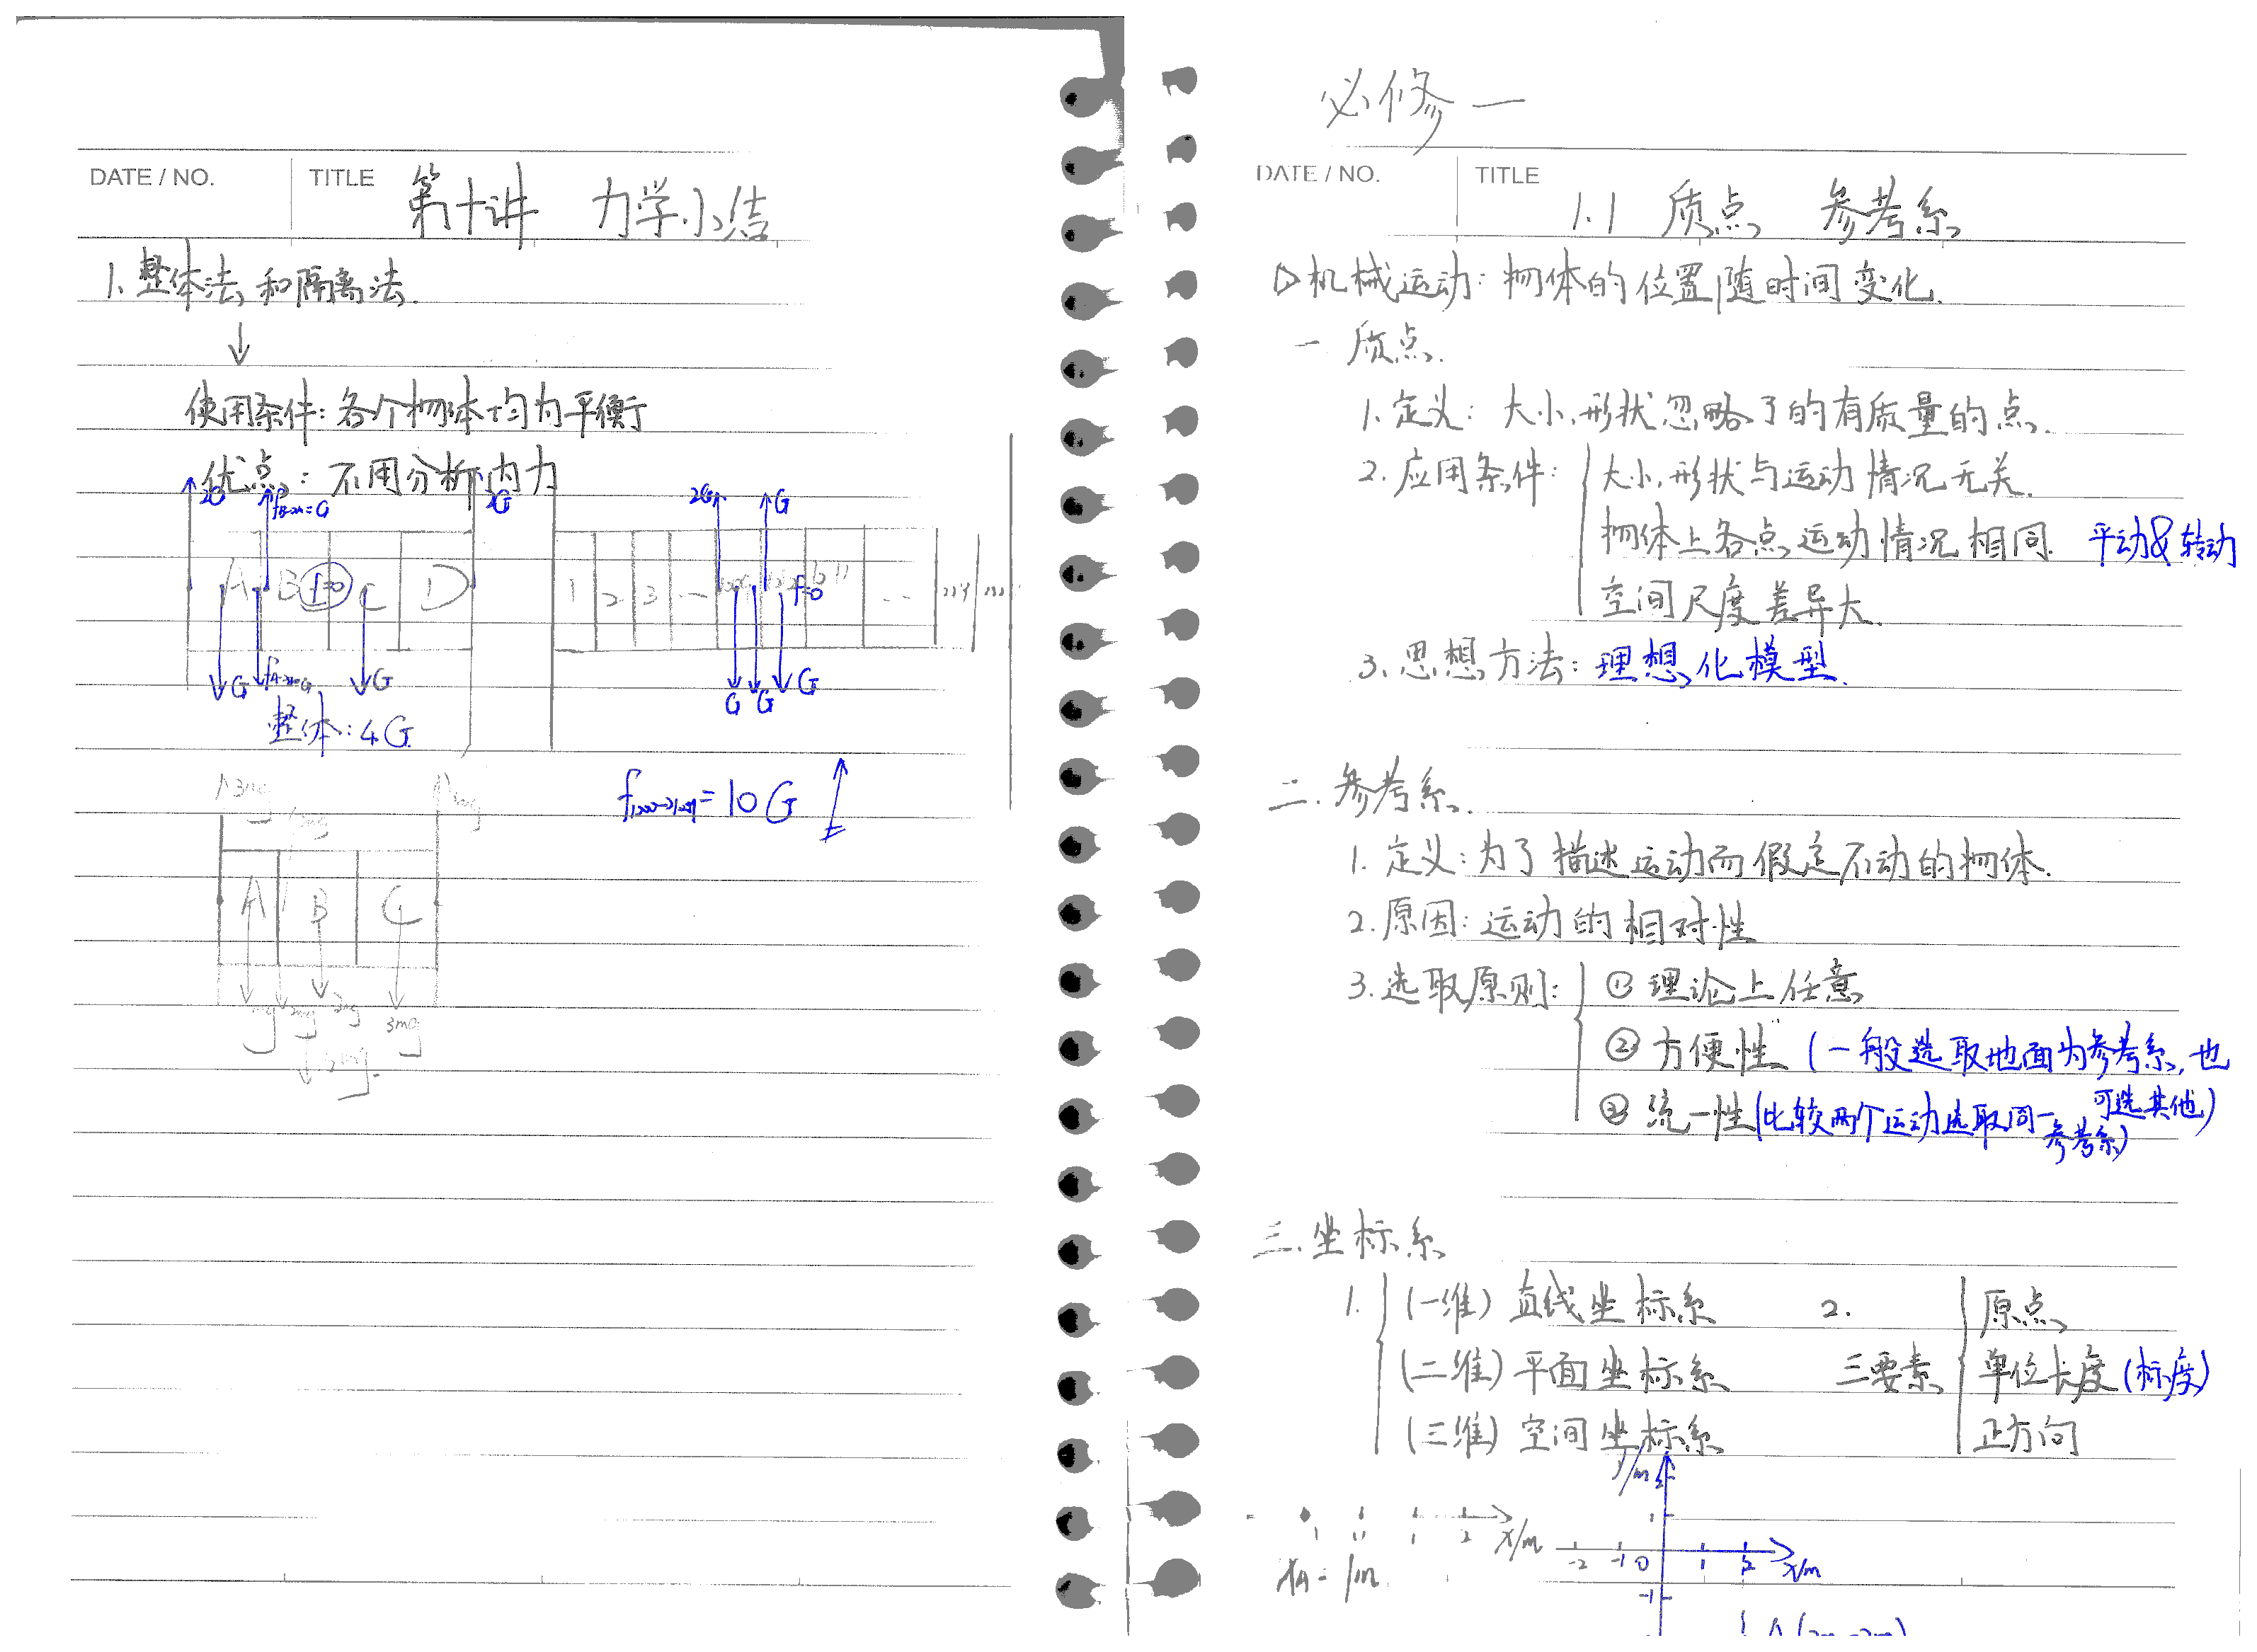 DATE / NO. TITLE 第十讲 力学小结
1. 整体法和隔离法.
↓
使用条件: 各个物体均为平衡
优点: 不用分析内力
2G fB→A=G 2G 2G G
A B f=0 C D 1 2 3 … f=0 …
G G G G G
整体: 4G
f = 10G
3mg 3mg
A B C
mg 2mg 3mg
必修一
DATE / NO. TITLE 1.1 质点 参考系
机械运动: 物体的位置随时间变化.
一 质点.
1. 定义: 大小,形状忽略了的有质量的点.
2. 应用条件: 大小,形状与运动情况无关.
物体上各点运动情况相同. 平动&转动
空间尺度差异大.
3. 思想方法: 理想化模型.
二. 参考系.
1. 定义: 为了描述运动而假定不动的物体.
2. 原因: 运动的相对性
3. 选取原则: ① 理论上任意
② 方便性 (一般选取地面为参考系,也可选其他)
③ 统一性 (比较两个运动选取同一参考系)
三. 坐标系
1. (一维) 直线坐标系 2. 原点
(二维) 平面坐标系 三要素 单位长度 (标度)
(三维) 空间坐标系 正方向
y/m 2
1 2 x/m 1
-2 -1 0 1 2 x/m
xA = 1m.
-1